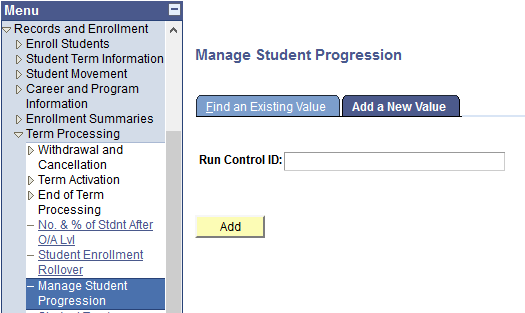 Menu
Records and Enrollment
Enroll Students
Student Term Information
Student Movement
Career and Program
Information
Enrollment Summaries
Term Processing
Withdrawal and
Cancellation
Term Activation
End of Term
Processing
No. & % of Stdnt After
O/A Lvl
Student Enrollment
Rollover
Manage Student
Progression
Manage Student Progression
Find an Existing Value
Add a New Value
Run Control ID:
Add